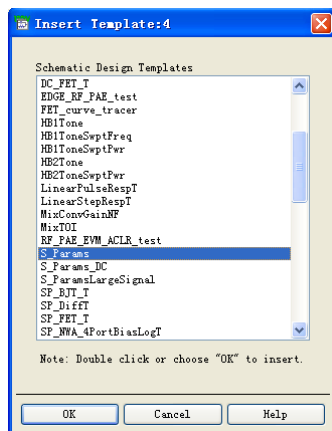 Insert Template:4
Schematic Design Templates
DC_FET_T
EDGE_RF_PAE_test
FET_curve_tracer
HB1Tone
HB1ToneSwptFreq
HB1ToneSwptPwr
HB2Tone
HB2ToneSwptPwr
LinearPulseRespT
LinearStepRespT
MixConvGainNF
MixTOI
RF_PAE_EVM_ACLR_test
S_Params
S_Params_DC
S_ParamsLargeSignal
SP_BJT_T
SP_DiffT
SP_FET_T
SP_NWA_4PortBiasLogT
Note: Double click or choose "OK" to insert.
OK Cancel Help